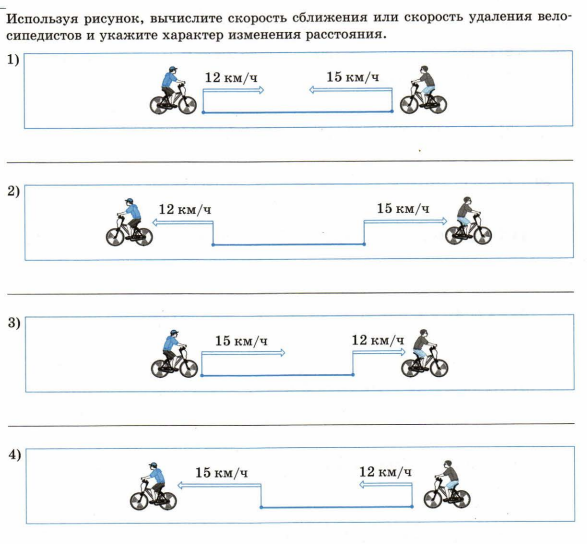 Используя рисунок, вычислите скорость сближения или скорость удаления вело-
сипедистов и укажите характер изменения расстояния.
1)
12 км/ч 15 км/ч
2)
12 км/ч 15 км/ч
3)
15 км/ч 12 км/ч
4)
15 км/ч 12 км/ч